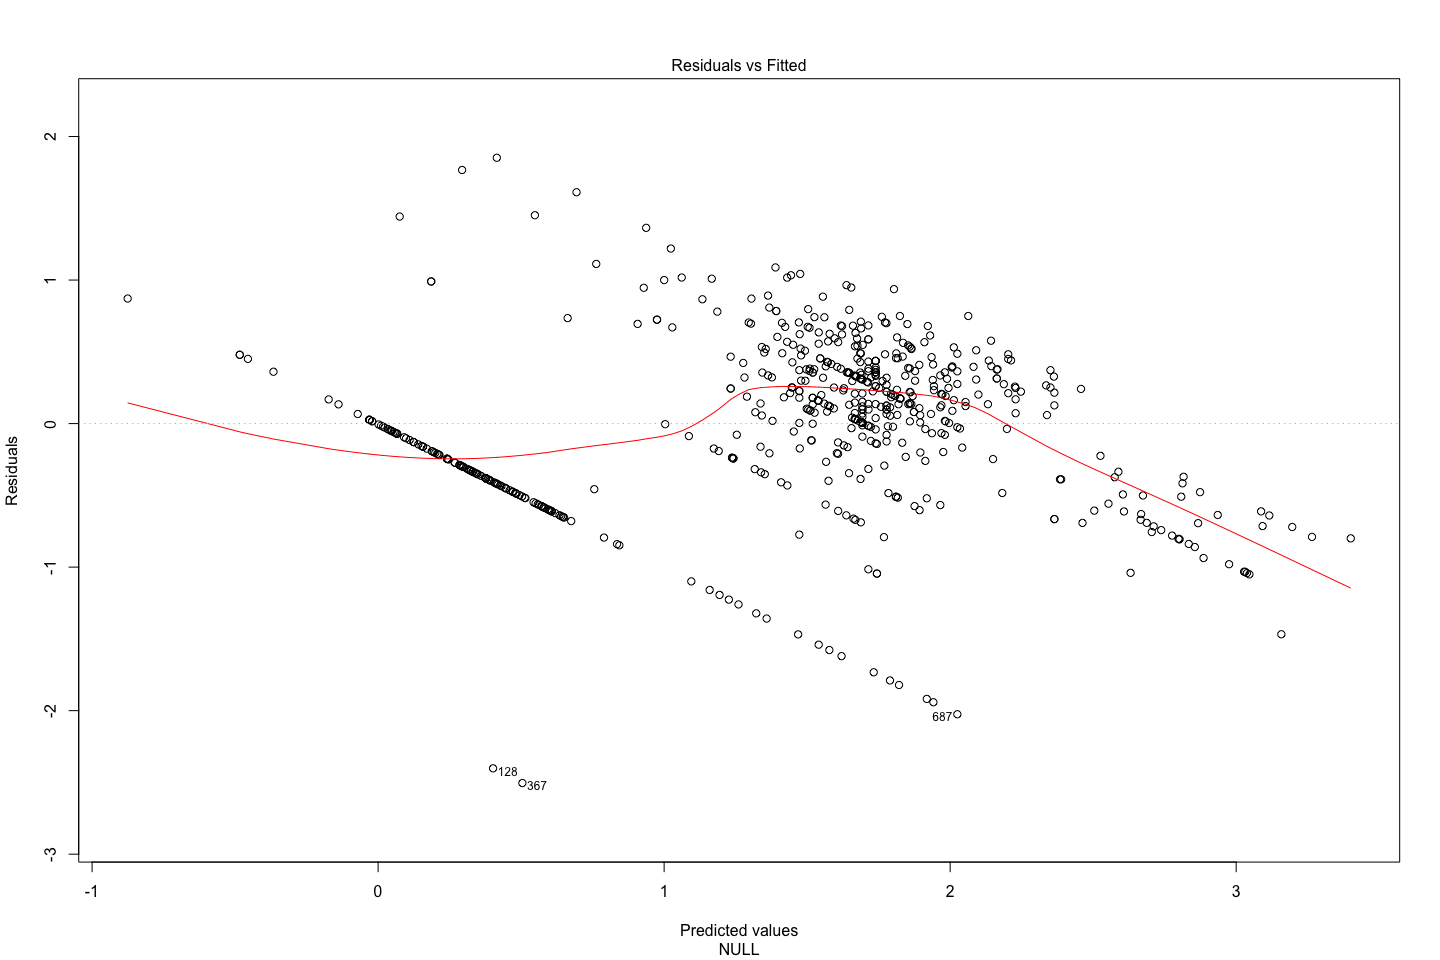 Residuals vs Fitted
2
1
0
-1
-2
-3
Residuals
687
128
367
-1 0 1 2 3
Predicted values
NULL